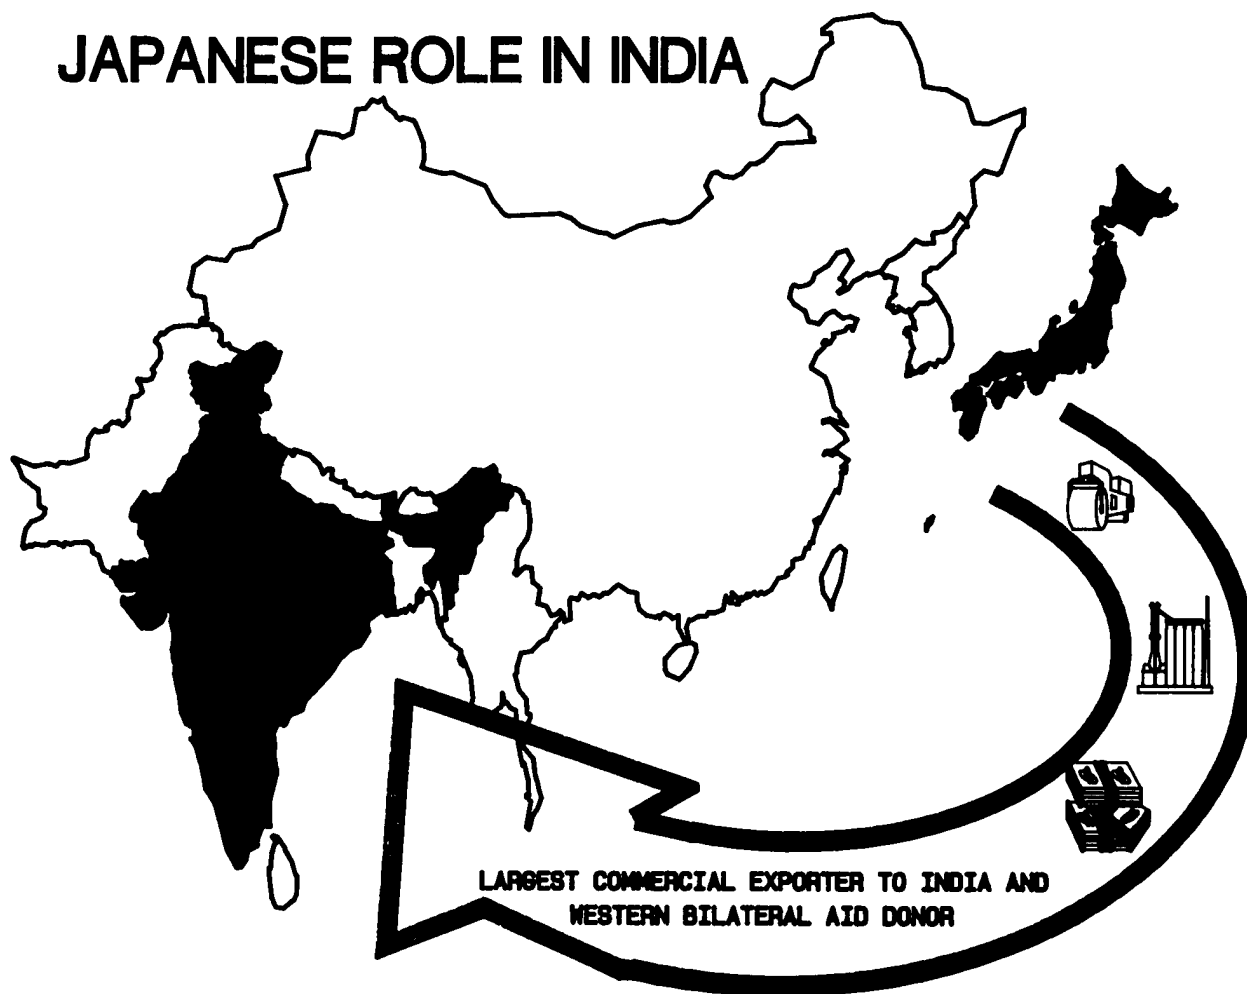 JAPANESE ROLE IN INDIA
LARGEST COMMERCIAL EXPORTER TO INDIA AND
WESTERN BILATERAL AID DONOR